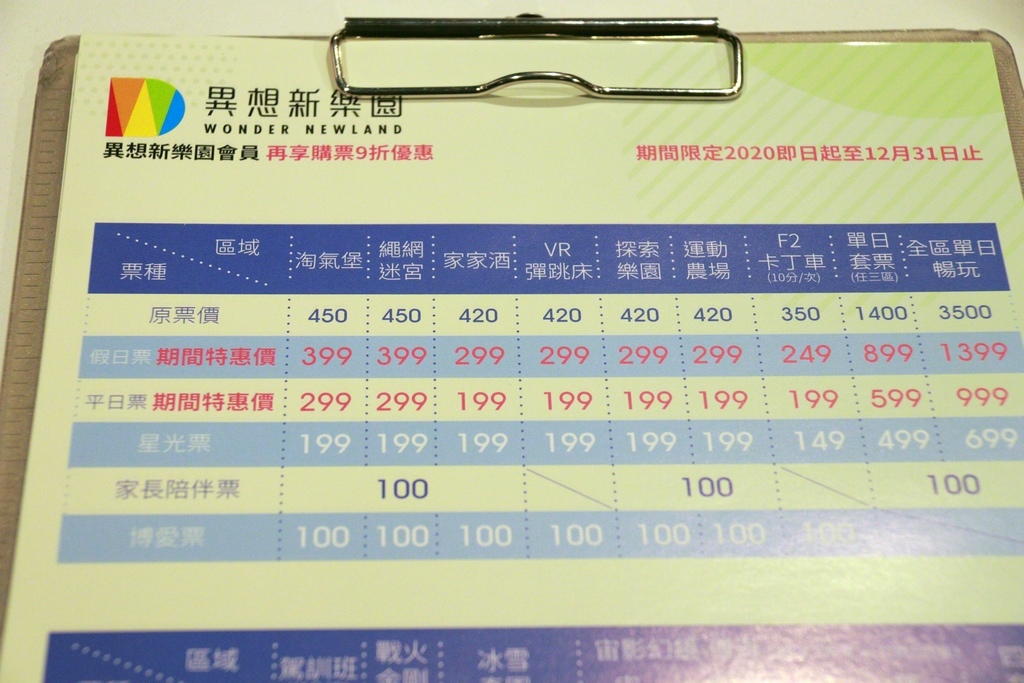 異想新樂園
WONDER NEWLAND
異想新樂園會員 再享購票9折優惠
期間限定2020即日起至12月31日止
區域 票種 淘氣堡 繩網迷宮 家家酒 VR彈跳床 探索樂園 運動農場 F2卡丁車(10分/次) 單日套票(任三區) 全區單日暢玩
原票價 450 450 420 420 420 420 350 1400 3500
假日票 期間特惠價 399 399 299 299 299 299 249 899 1399
平日票 期間特惠價 299 299 199 199 199 199 199 599 999
星光票 199 199 199 199 199 199 149 499 699
家長陪伴票 100 100 100
博愛票 100 100 100 100 100 100 100
區域 駕訓班 戰火金剛 冰雪